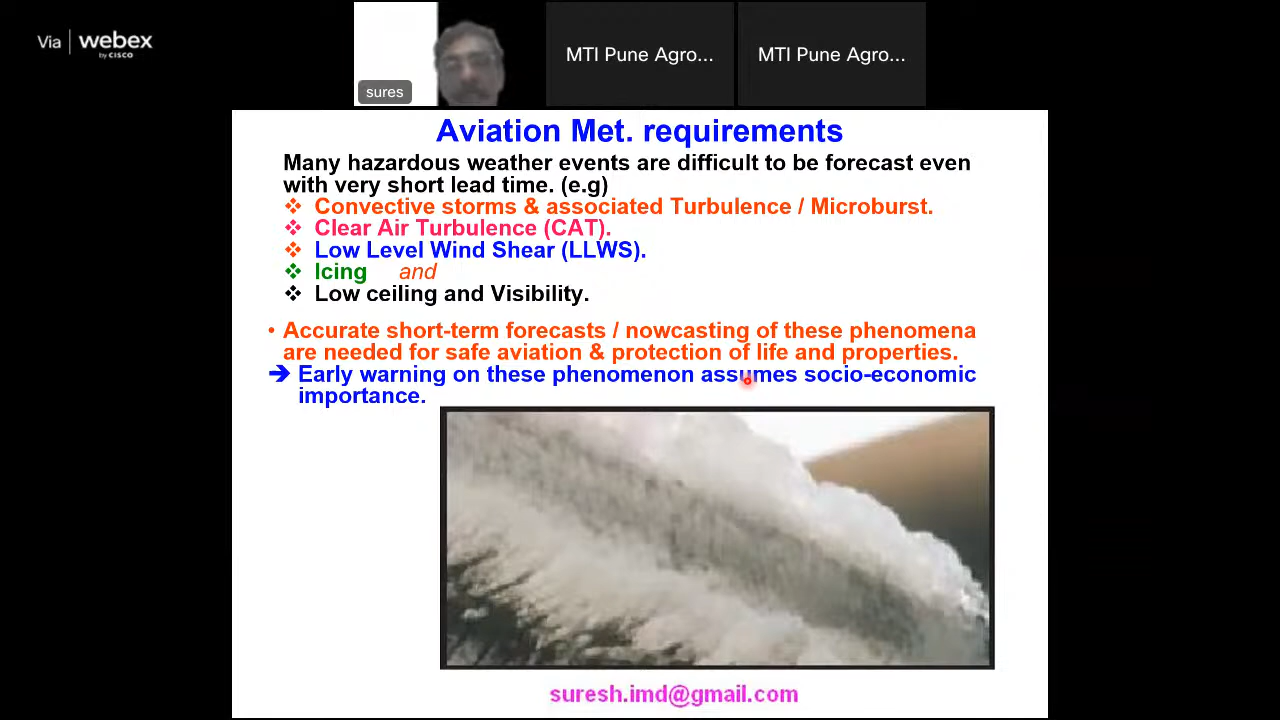 Via webex
by CISCO
sures
MTI Pune Agro...
MTI Pune Agro...
Aviation Met. requirements
Many hazardous weather events are difficult to be forecast even
with very short lead time. (e.g)
❖ Convective storms & associated Turbulence / Microburst.
❖ Clear Air Turbulence (CAT).
❖ Low Level Wind Shear (LLWS).
❖ Icing and
❖ Low ceiling and Visibility.
• Accurate short-term forecasts / nowcasting of these phenomena
are needed for safe aviation & protection of life and properties.
➔ Early warning on these phenomenon assumes socio-economic
importance.
suresh.imd@gmail.com